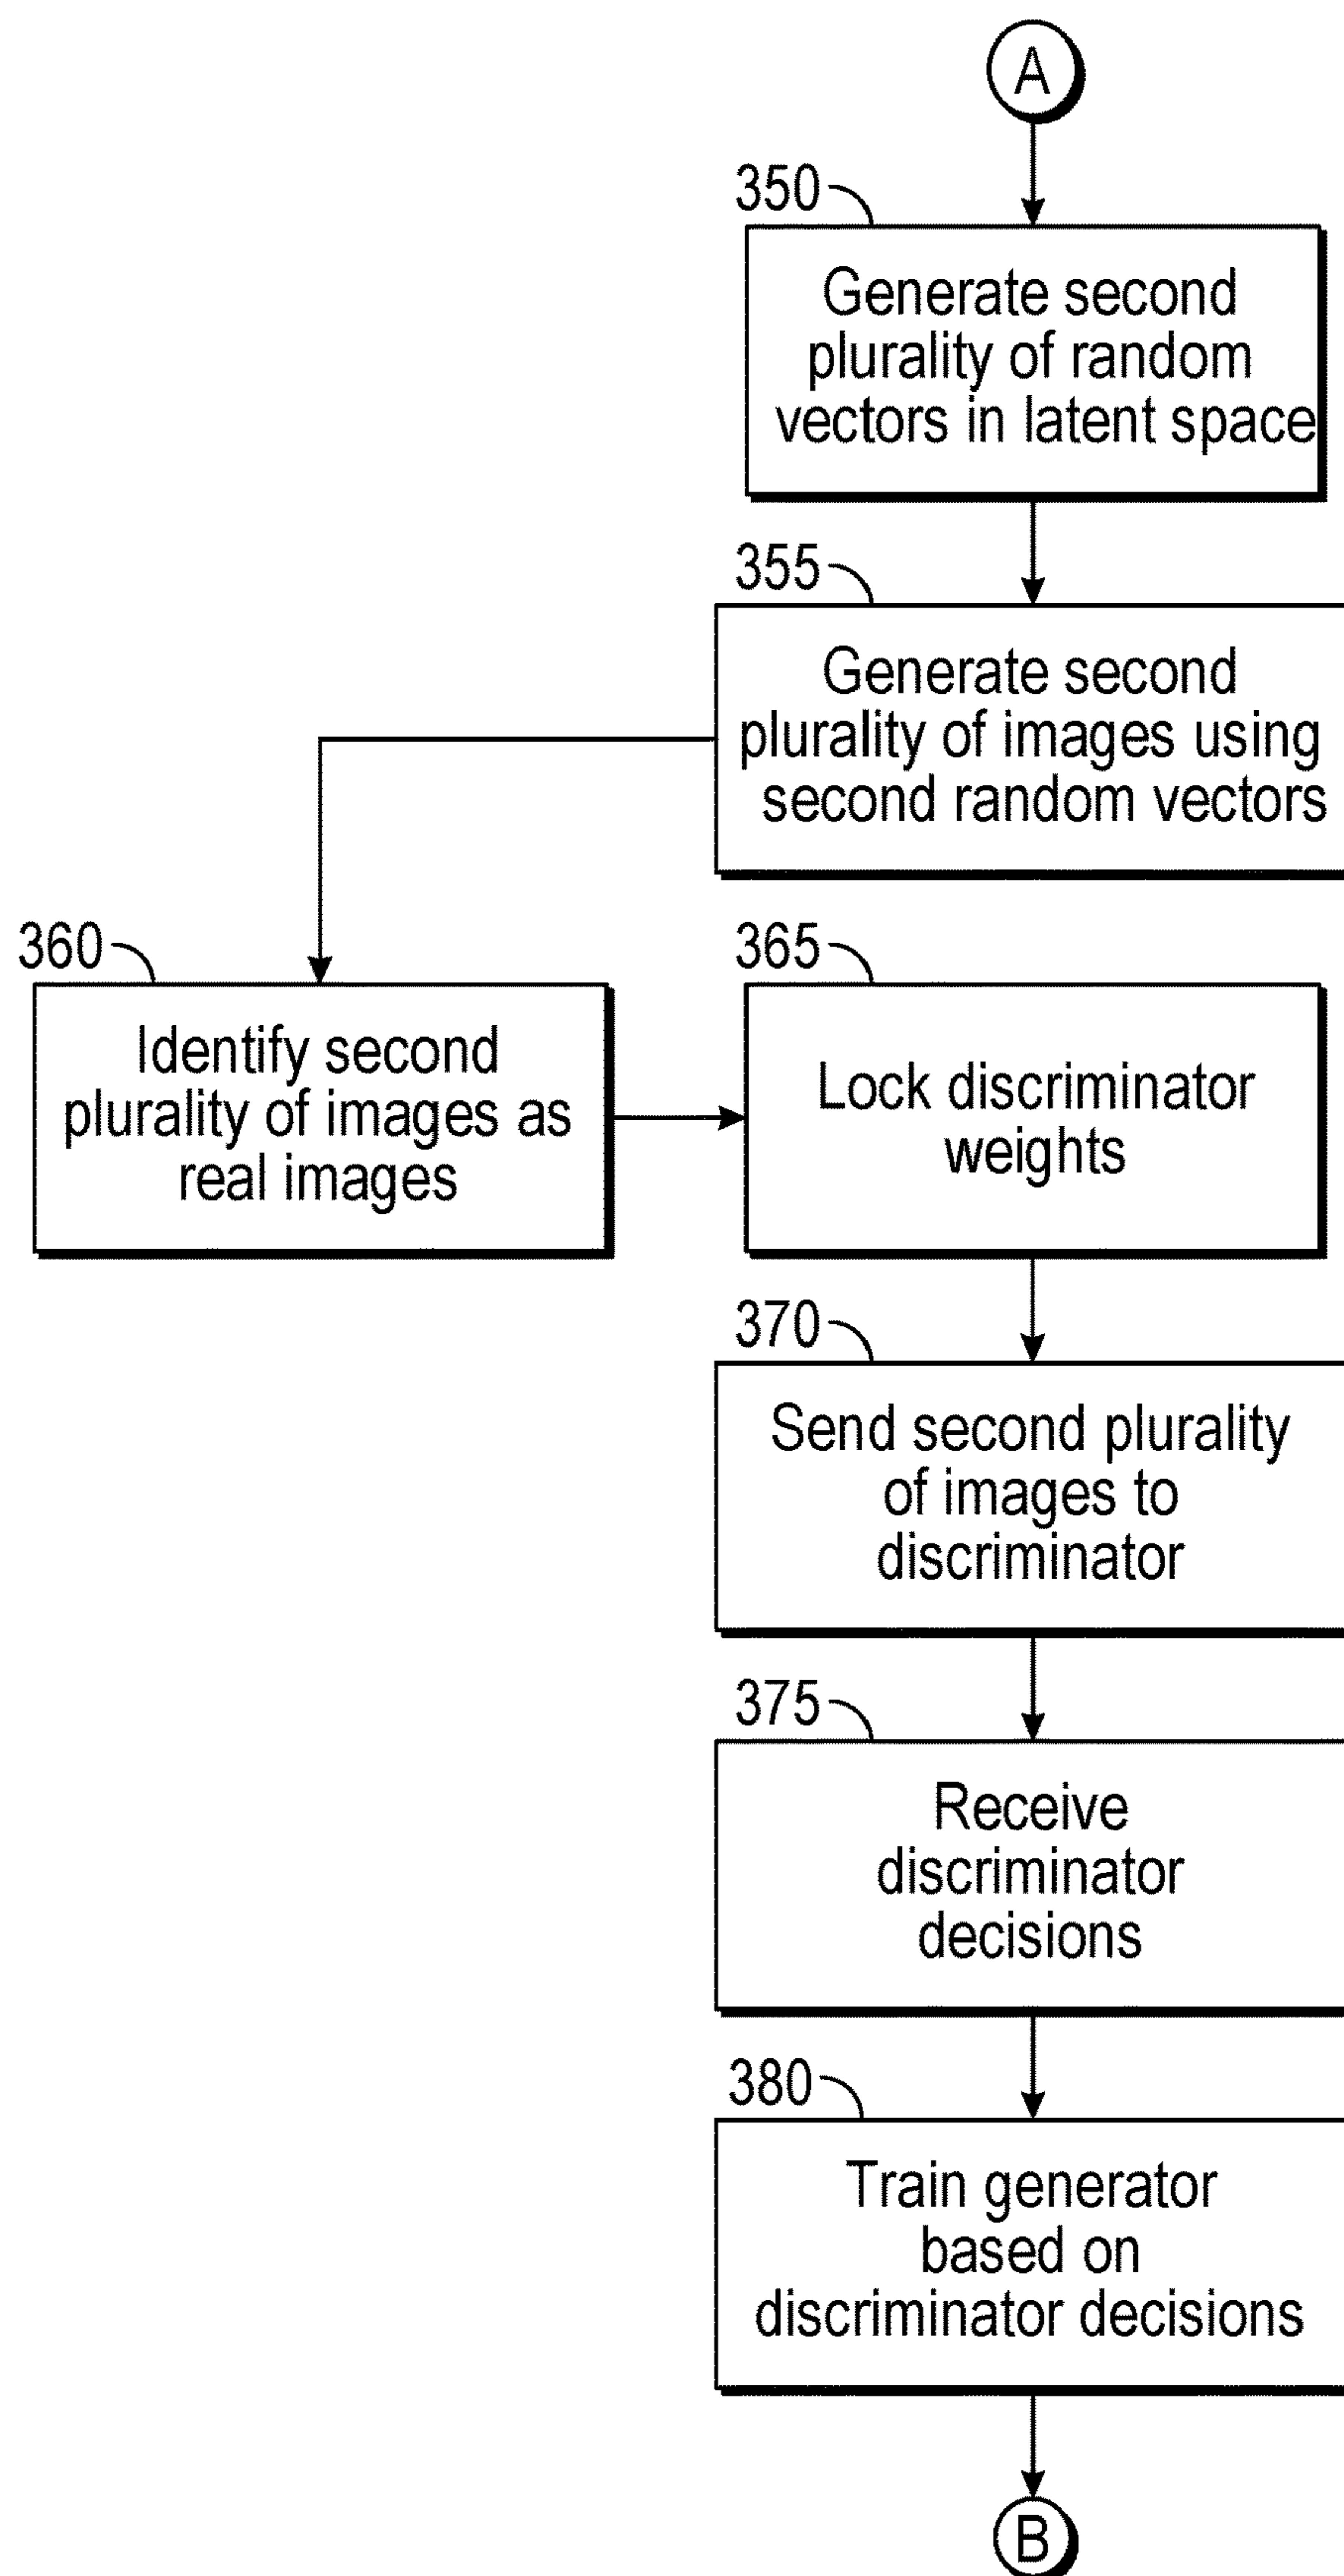 A
350
Generate second
plurality of random
vectors in latent space
355
Generate second
plurality of images using
second random vectors
360
Identify second
plurality of images as
real images
365
Lock discriminator
weights
370
Send second plurality
of images to
discriminator
375
Receive
discriminator
decisions
380
Train generator
based on
discriminator decisions
B